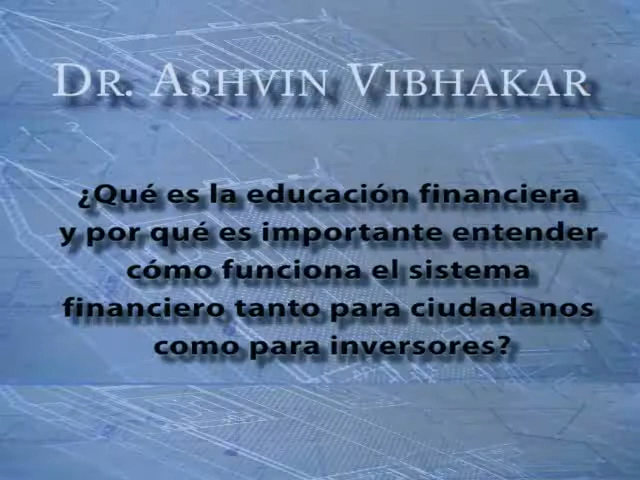 DR. ASHVIN VIBHAKAR
¿Qué es la educación financiera
y por qué es importante entender
cómo funciona el sistema
financiero tanto para ciudadanos
como para inversores?